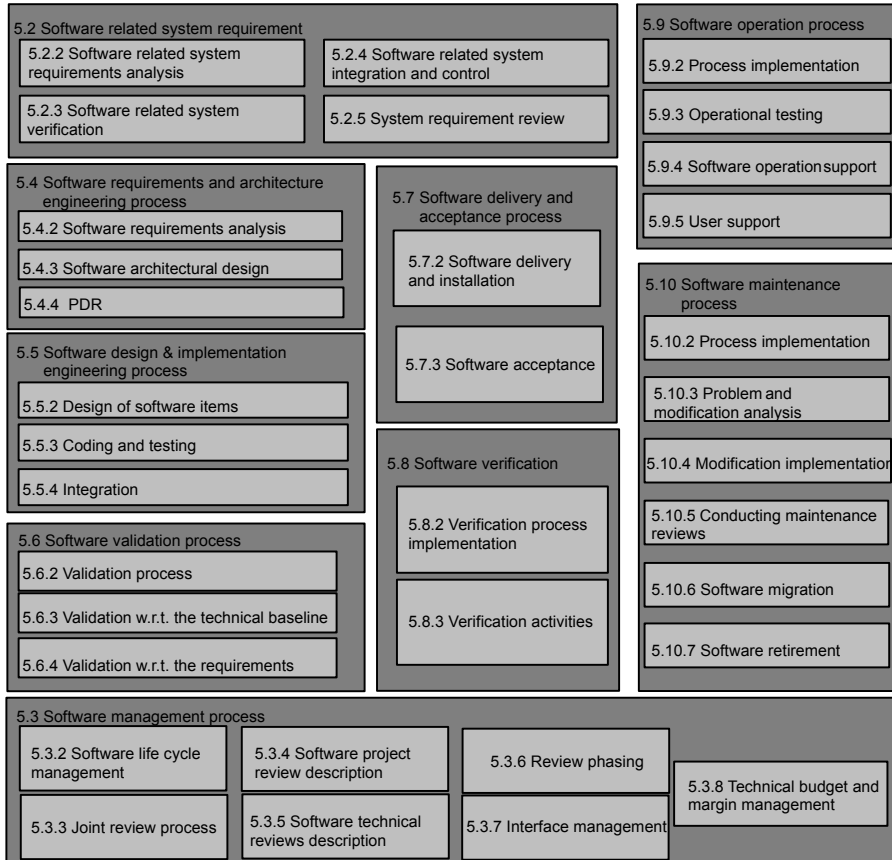 5.2 Software related system requirement
5.2.2 Software related system
requirements analysis
5.2.4 Software related system
integration and control
5.2.3 Software related system
verification
5.2.5 System requirement review
5.4 Software requirements and architecture
engineering process
5.4.2 Software requirements analysis
5.4.3 Software architectural design
5.4.4 PDR
5.5 Software design & implementation
engineering process
5.5.2 Design of software items
5.5.3 Coding and testing
5.5.4 Integration
5.6 Software validation process
5.6.2 Validation process
5.6.3 Validation w.r.t. the technical baseline
5.6.4 Validation w.r.t. the requirements
5.7 Software delivery and
acceptance process
5.7.2 Software delivery
and installation
5.7.3 Software acceptance
5.8 Software verification
5.8.2 Verification process
implementation
5.8.3 Verification activities
5.9 Software operation process
5.9.2 Process implementation
5.9.3 Operational testing
5.9.4 Software operation support
5.9.5 User support
5.10 Software maintenance
process
5.10.2 Process implementation
5.10.3 Problem and
modification analysis
5.10.4 Modification implementation
5.10.5 Conducting maintenance
reviews
5.10.6 Software migration
5.10.7 Software retirement
5.3 Software management process
5.3.2 Software life cycle
management
5.3.4 Software project
review description
5.3.6 Review phasing
5.3.8 Technical budget and
margin management
5.3.3 Joint review process
5.3.5 Software technical
reviews description
5.3.7 Interface management